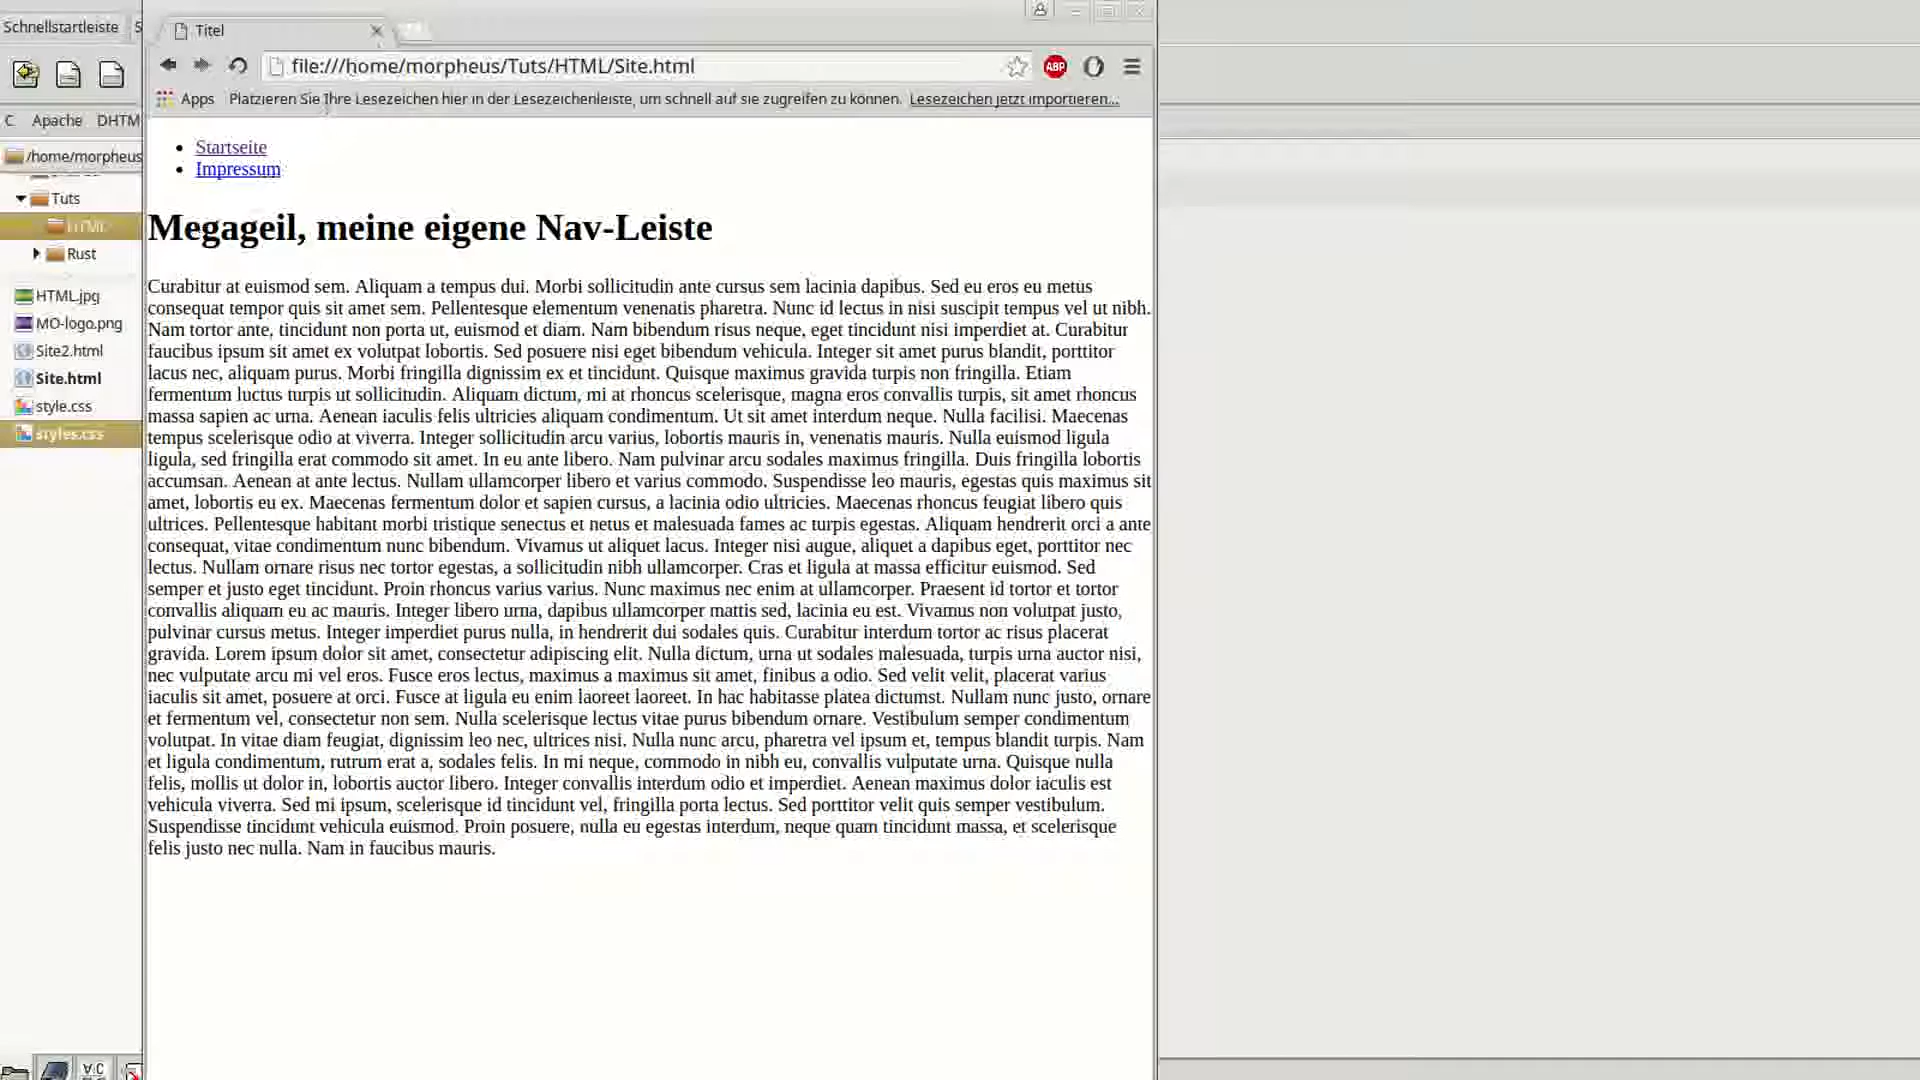 Schnellstartleiste
Titel
file:///home/morpheus/Tuts/HTML/Site.html
ABP
Apps Platzieren Sie Ihre Lesezeichen hier in der Lesezeichenleiste, um schnell auf sie zugreifen zu können. Lesezeichen jetzt importieren...
C Apache DHTM
/home/morpheus
Tuts
HTML
Rust
HTML.jpg
MO-logo.png
Site2.html
Site.html
style.css
styles.css
Startseite
Impressum
Megageil, meine eigene Nav-Leiste
Curabitur at euismod sem. Aliquam a tempus dui. Morbi sollicitudin ante cursus sem lacinia dapibus. Sed eu eros eu metus
consequat tempor quis sit amet sem. Pellentesque elementum venenatis pharetra. Nunc id lectus in nisi suscipit tempus vel ut nibh.
Nam tortor ante, tincidunt non porta ut, euismod et diam. Nam bibendum risus neque, eget tincidunt nisi imperdiet at. Curabitur
faucibus ipsum sit amet ex volutpat lobortis. Sed posuere nisi eget bibendum vehicula. Integer sit amet purus blandit, porttitor
lacus nec, aliquam purus. Morbi fringilla dignissim ex et tincidunt. Quisque maximus gravida turpis non fringilla. Etiam
fermentum luctus turpis ut sollicitudin. Aliquam dictum, mi at rhoncus scelerisque, magna eros convallis turpis, sit amet rhoncus
massa sapien ac urna. Aenean iaculis felis ultricies aliquam condimentum. Ut sit amet interdum neque. Nulla facilisi. Maecenas
tempus scelerisque odio at viverra. Integer sollicitudin arcu varius, lobortis mauris in, venenatis mauris. Nulla euismod ligula
ligula, sed fringilla erat commodo sit amet. In eu ante libero. Nam pulvinar arcu sodales maximus fringilla. Duis fringilla lobortis
accumsan. Aenean at ante lectus. Nullam ullamcorper libero et varius commodo. Suspendisse leo mauris, egestas quis maximus sit
amet, lobortis eu ex. Maecenas fermentum dolor et sapien cursus, a lacinia odio ultricies. Maecenas rhoncus feugiat libero quis
ultrices. Pellentesque habitant morbi tristique senectus et netus et malesuada fames ac turpis egestas. Aliquam hendrerit orci a ante
consequat, vitae condimentum nunc bibendum. Vivamus ut aliquet lacus. Integer nisi augue, aliquet a dapibus eget, porttitor nec
lectus. Nullam ornare risus nec tortor egestas, a sollicitudin nibh ullamcorper. Cras et ligula at massa efficitur euismod. Sed
semper et justo eget tincidunt. Proin rhoncus varius varius. Nunc maximus nec enim at ullamcorper. Praesent id tortor et tortor
convallis aliquam eu ac mauris. Integer libero urna, dapibus ullamcorper mattis sed, lacinia eu est. Vivamus non volutpat justo,
pulvinar cursus metus. Integer imperdiet purus nulla, in hendrerit dui sodales quis. Curabitur interdum tortor ac risus placerat
gravida. Lorem ipsum dolor sit amet, consectetur adipiscing elit. Nulla dictum, urna ut sodales malesuada, turpis urna auctor nisi,
nec vulputate arcu mi vel eros. Fusce eros lectus, maximus a maximus sit amet, finibus a odio. Sed velit velit, placerat varius
iaculis sit amet, posuere at orci. Fusce at ligula eu enim laoreet laoreet. In hac habitasse platea dictumst. Nullam nunc justo, ornare
et fermentum vel, consectetur non sem. Nulla scelerisque lectus vitae purus bibendum ornare. Vestibulum semper condimentum
volutpat. In vitae diam feugiat, dignissim leo nec, ultrices nisi. Nulla nunc arcu, pharetra vel ipsum et, tempus blandit turpis. Nam
et ligula condimentum, rutrum erat a, sodales felis. In mi neque, commodo in nibh eu, convallis vulputate urna. Quisque nulla
felis, mollis ut dolor in, lobortis auctor libero. Integer convallis interdum odio et imperdiet. Aenean maximus dolor iaculis est
vehicula viverra. Sed mi ipsum, scelerisque id tincidunt vel, fringilla porta lectus. Sed porttitor velit quis semper vestibulum.
Suspendisse tincidunt vehicula euismod. Proin posuere, nulla eu egestas interdum, neque quam tincidunt massa, et scelerisque
felis justo nec nulla. Nam in faucibus mauris.